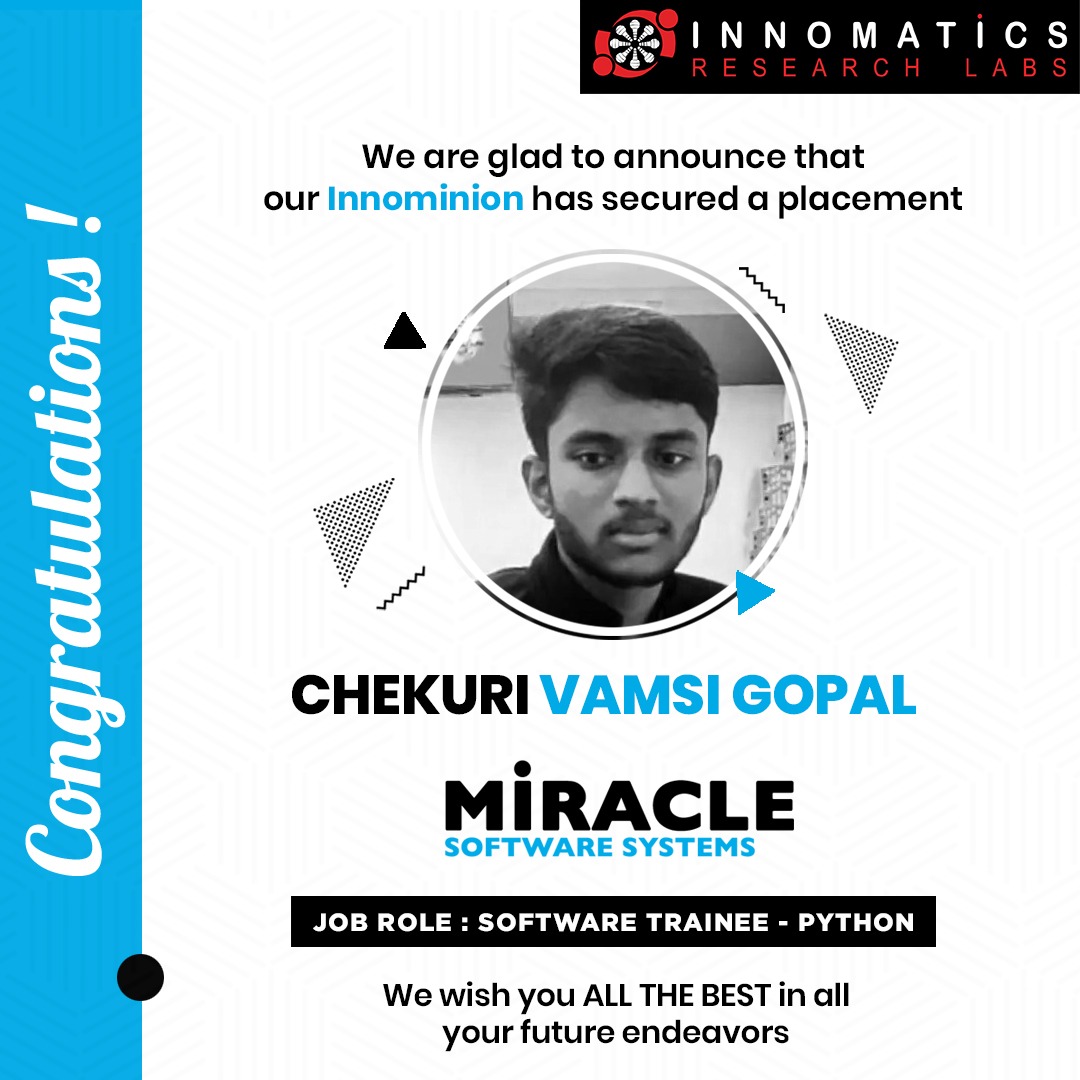 INNOMATICS
RESEARCH LABS
We are glad to announce that
our Innominion has secured a placement
Congratulations !
CHEKURI VAMSI GOPAL
MiRACLE
SOFTWARE SYSTEMS
JOB ROLE : SOFTWARE TRAINEE - PYTHON
We wish you ALL THE BEST in all
your future endeavors